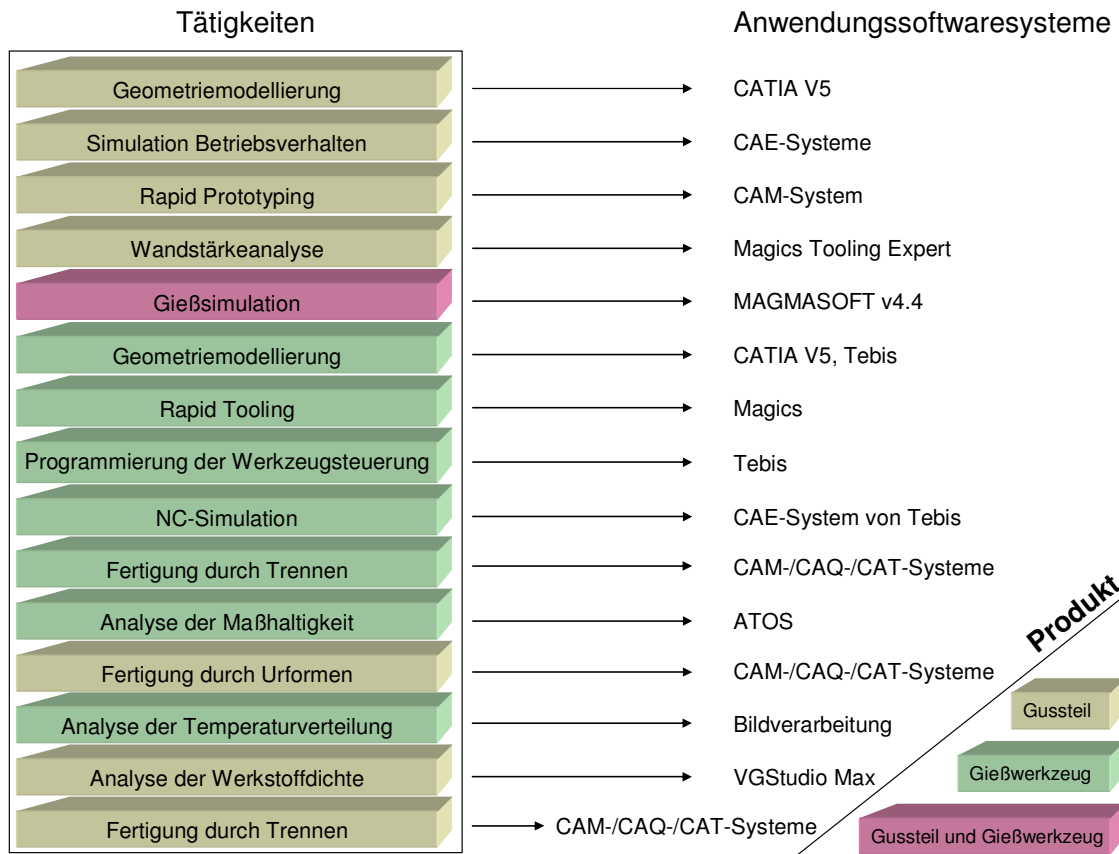 Tätigkeiten Anwendungssoftwaresysteme
Geometriemodellierung CATIA V5
Simulation Betriebsverhalten CAE-Systeme
Rapid Prototyping CAM-System
Wandstärkeanalyse Magics Tooling Expert
Gießsimulation MAGMASOFT v4.4
Geometriemodellierung CATIA V5, Tebis
Rapid Tooling Magics
Programmierung der Werkzeugsteuerung Tebis
NC-Simulation CAE-System von Tebis
Fertigung durch Trennen CAM-/CAQ-/CAT-Systeme
Analyse der Maßhaltigkeit ATOS
Fertigung durch Urformen CAM-/CAQ-/CAT-Systeme
Analyse der Temperaturverteilung Bildverarbeitung
Analyse der Werkstoffdichte VGStudio Max
Fertigung durch Trennen CAM-/CAQ-/CAT-Systeme
Produkt
Gussteil
Gießwerkzeug
Gussteil und Gießwerkzeug